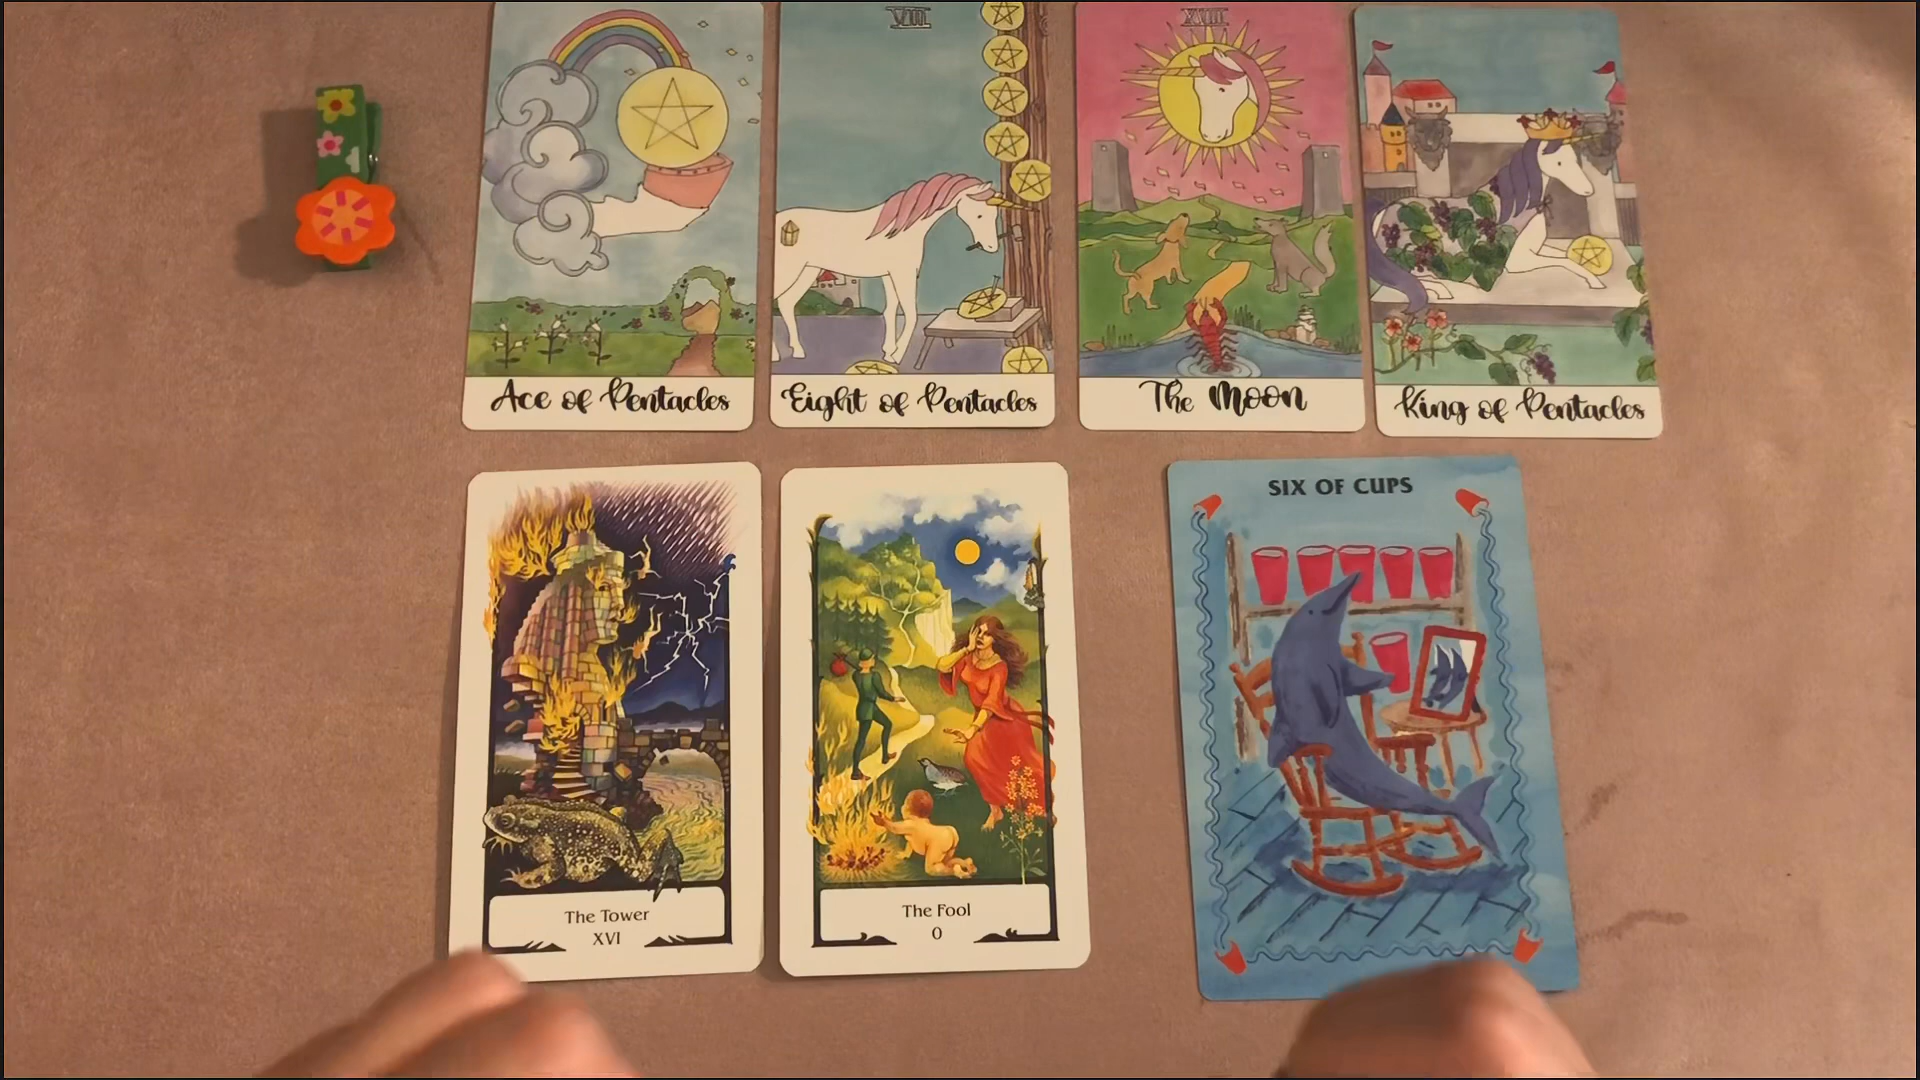 VIII
XVIII
Ace of Pentacles
Eight of Pentacles
The Moon
King of Pentacles
SIX OF CUPS
The Tower
XVI
The Fool
0